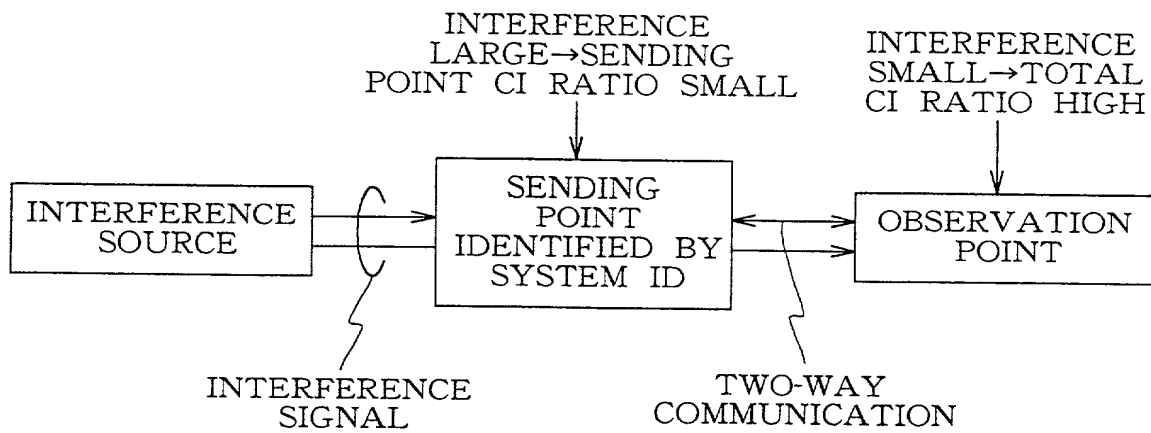 INTERFERENCE
LARGE→SENDING
POINT CI RATIO SMALL
INTERFERENCE
SMALL→TOTAL
CI RATIO HIGH
INTERFERENCE
SOURCE
SENDING
POINT
IDENTIFIED BY
SYSTEM ID
OBSERVATION
POINT
INTERFERENCE
SIGNAL
TWO-WAY
COMMUNICATION